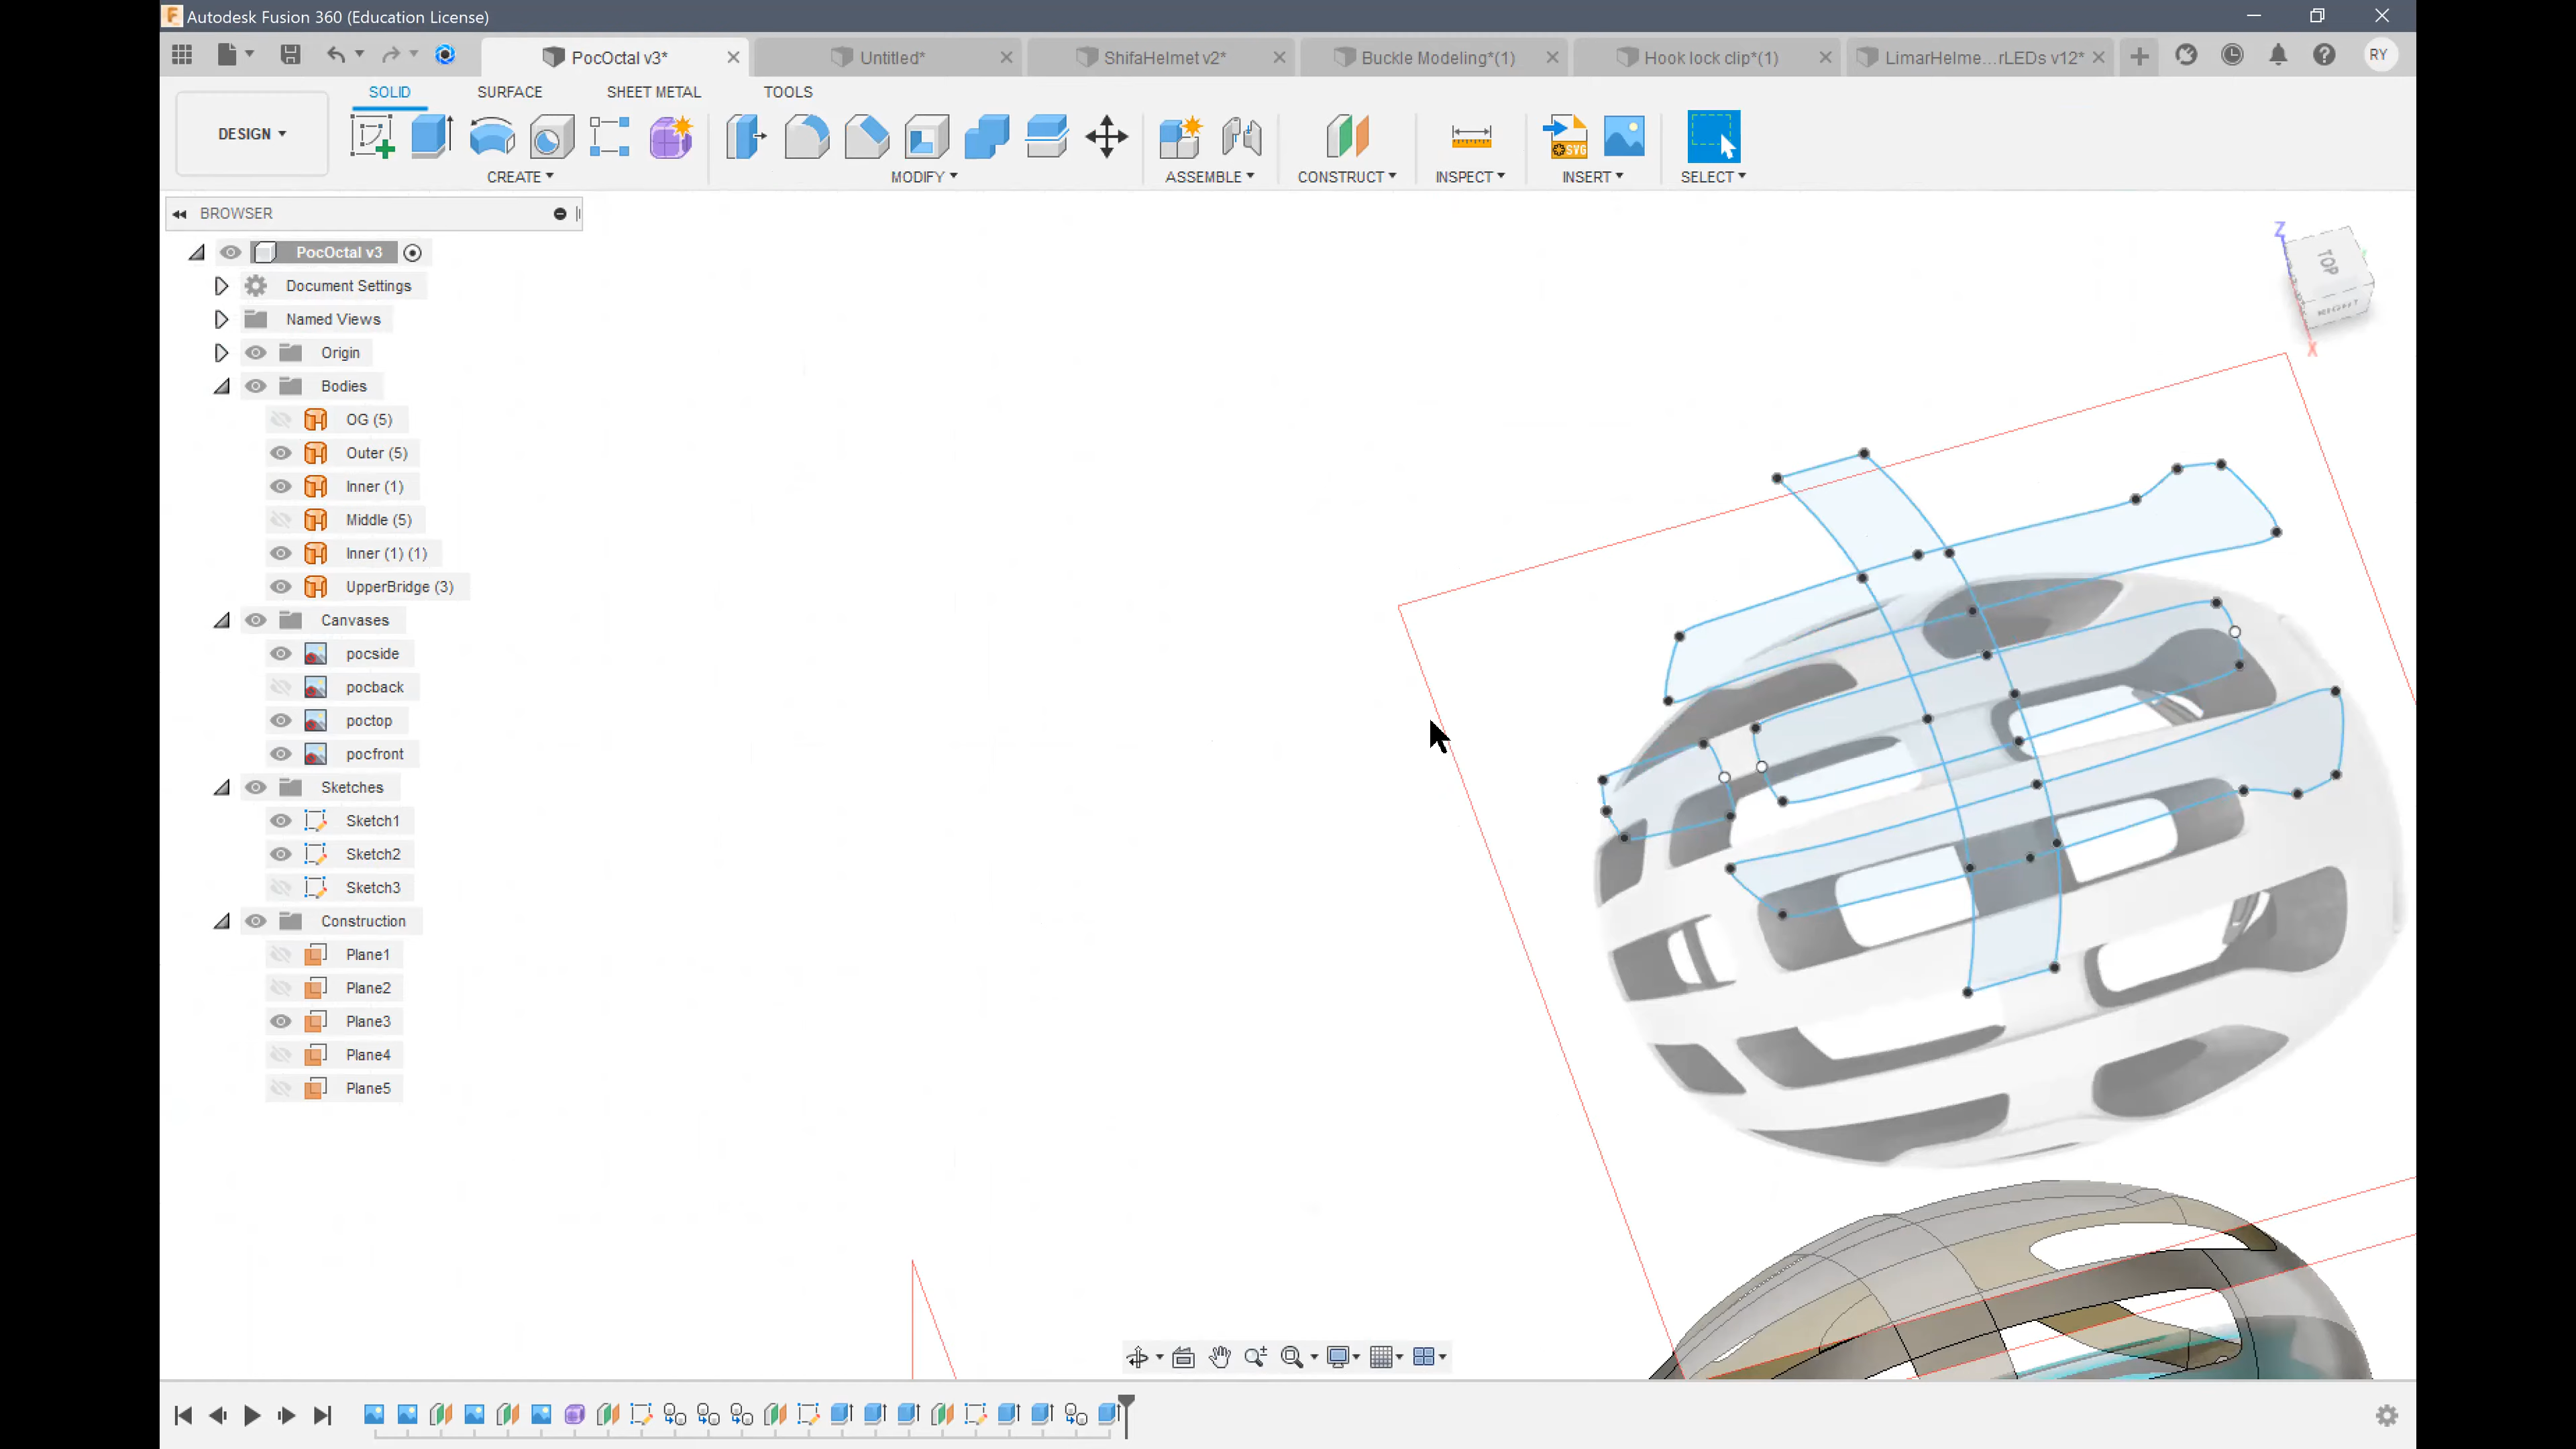 Autodesk Fusion 360 (Education License)
PocOctal v3*
Untitled*
ShifaHelmet v2*
Buckle Modeling*(1)
Hook lock clip*(1)
LimarHelme...rLEDs v12*
RY
DESIGN
SOLID
SURFACE
SHEET METAL
TOOLS
SVG
CREATE
MODIFY
ASSEMBLE
CONSTRUCT
INSPECT
INSERT
SELECT
BROWSER
PocOctal v3
Document Settings
Named Views
Origin
Bodies
OG (5)
Outer (5)
Inner (1)
Middle (5)
Inner (1) (1)
UpperBridge (3)
Canvases
pocside
pocback
poctop
pocfront
Sketches
Sketch1
Sketch2
Sketch3
Construction
Plane1
Plane2
Plane3
Plane4
Plane5
Z
TOP
X